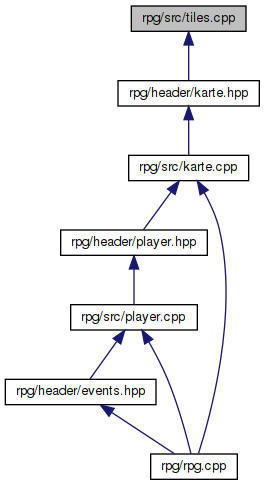 rpg/src/tiles.cpp
rpg/header/karte.hpp
rpg/src/karte.cpp
rpg/header/player.hpp
rpg/src/player.cpp
rpg/header/events.hpp
rpg/rpg.cpp